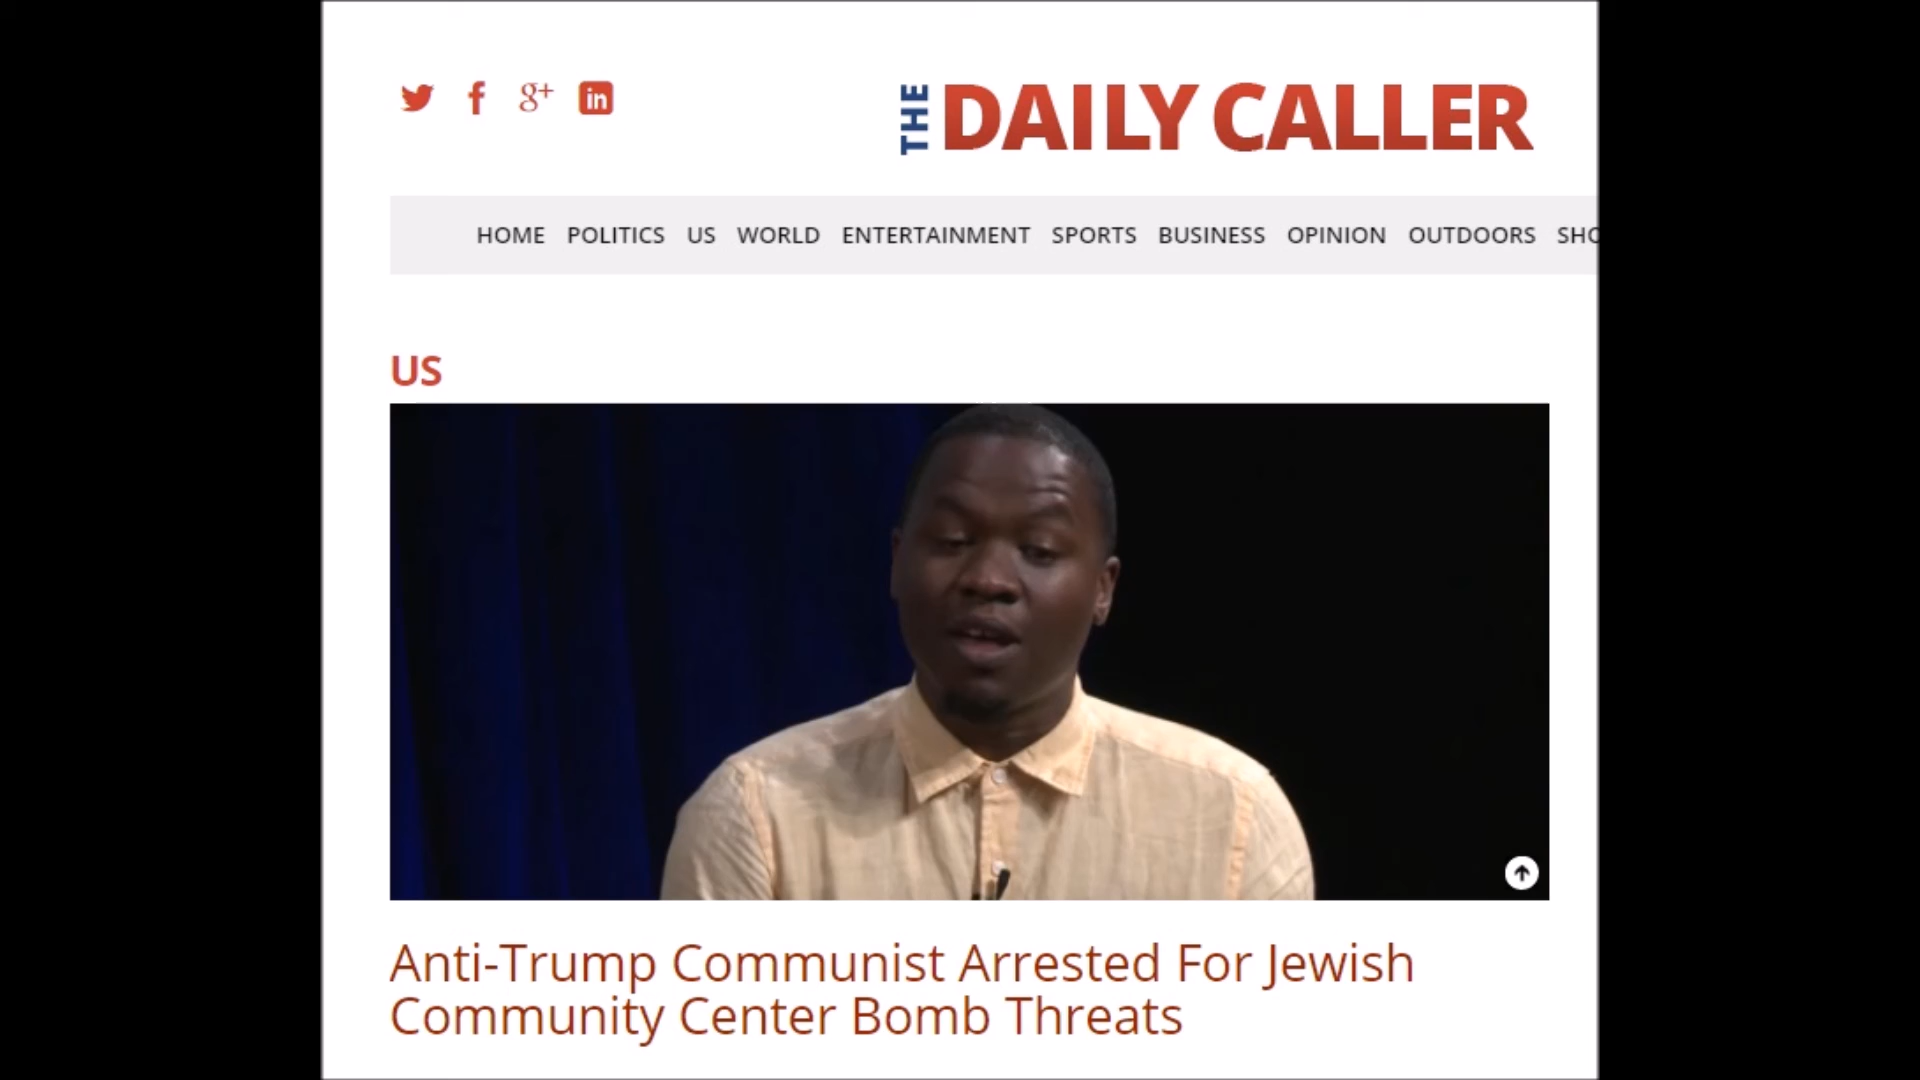 THE DAILY CALLER
HOME POLITICS US WORLD ENTERTAINMENT SPORTS BUSINESS OPINION OUTDOORS SHO
US
Anti-Trump Communist Arrested For Jewish
Community Center Bomb Threats